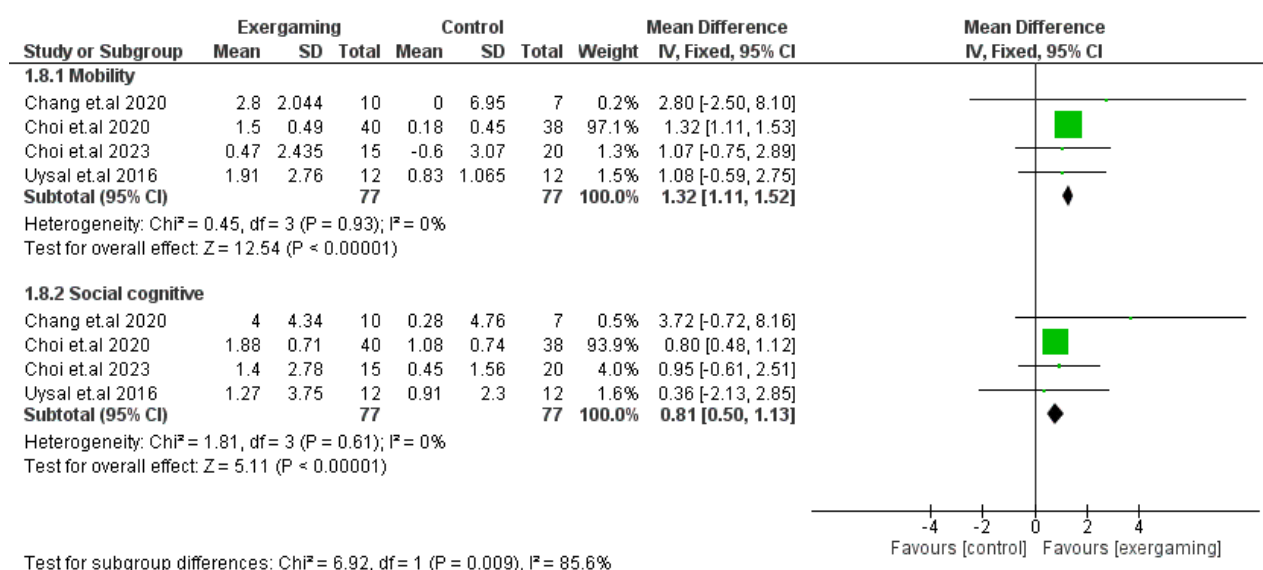 Exergaming Control Mean Difference Mean Difference
Study or Subgroup Mean SD Total Mean SD Total Weight IV, Fixed, 95% CI IV, Fixed, 95% CI
1.8.1 Mobility
Chang et.al 2020 2.8 2.044 10 0 6.95 7 0.2% 2.80 [-2.50, 8.10]
Choi et.al 2020 1.5 0.49 40 0.18 0.45 38 97.1% 1.32 [1.11, 1.53]
Choi et.al 2023 0.47 2.435 15 -0.6 3.07 20 1.3% 1.07 [-0.75, 2.89]
Uysal et.al 2016 1.91 2.76 12 0.83 1.065 12 1.5% 1.08 [-0.59, 2.75]
Subtotal (95% CI) 77 77 100.0% 1.32 [1.11, 1.52]
Heterogeneity: Chi² = 0.45, df = 3 (P = 0.93); I² = 0%
Test for overall effect: Z = 12.54 (P < 0.00001)
1.8.2 Social cognitive
Chang et.al 2020 4 4.34 10 0.28 4.76 7 0.5% 3.72 [-0.72, 8.16]
Choi et.al 2020 1.88 0.71 40 1.08 0.74 38 93.9% 0.80 [0.48, 1.12]
Choi et.al 2023 1.4 2.78 15 0.45 1.56 20 4.0% 0.95 [-0.61, 2.51]
Uysal et.al 2016 1.27 3.75 12 0.91 2.3 12 1.6% 0.36 [-2.13, 2.85]
Subtotal (95% CI) 77 77 100.0% 0.81 [0.50, 1.13]
Heterogeneity: Chi² = 1.81, df = 3 (P = 0.61); I² = 0%
Test for overall effect: Z = 5.11 (P < 0.00001)
-4 -2 0 2 4
Favours [control] Favours [exergaming]
Test for subgroup differences: Chi² = 6.92, df = 1 (P = 0.009), I² = 85.6%